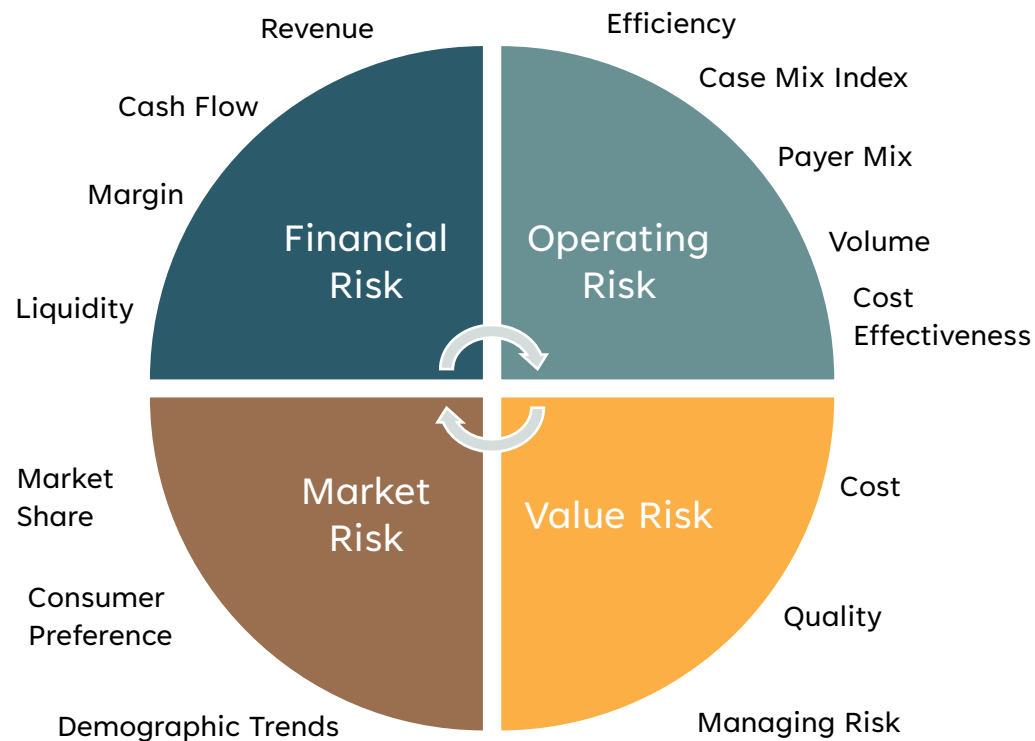 Revenue
Cash Flow
Margin
Liquidity
Financial
Risk
Efficiency
Case Mix Index
Payer Mix
Volume
Cost
Effectiveness
Operating
Risk
Market
Share
Consumer
Preference
Demographic Trends
Market
Risk
Cost
Quality
Managing Risk
Value Risk